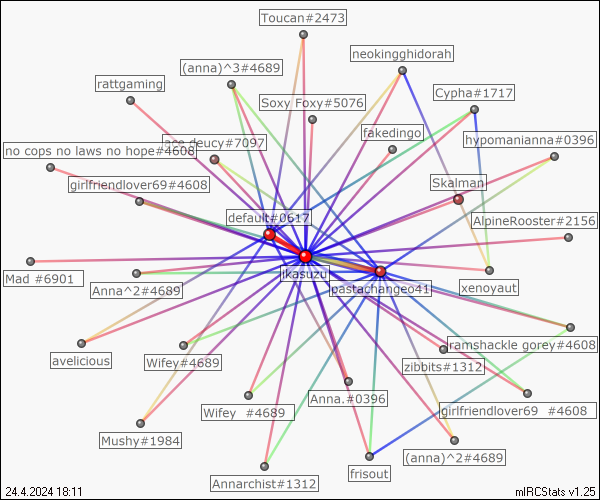 Toucan#2473
neokingghidorah
(anna)^3#4689
rattgaming
Cypha#1717
Soxy Foxy#5076
fakedingo
hypomanianna#0396
ace deucy#7097
no cops no laws no hope#4608
Skalman
girlfriendlover69#4608
default#0617
AlpineRooster#2156
jkasuzu
Mad #6901
Anna^2#4689
pastachangeo41
xenoyaut
ramshackle gorey#4608
avelicious
Wifey#4689
zibbits#1312
Anna.#0396
Wifey #4689
girlfriendlover69 #4608
Mushy#1984
(anna)^2#4689
frisout
Annarchist#1312
24.4.2024 18:11
mIRCStats v1.25